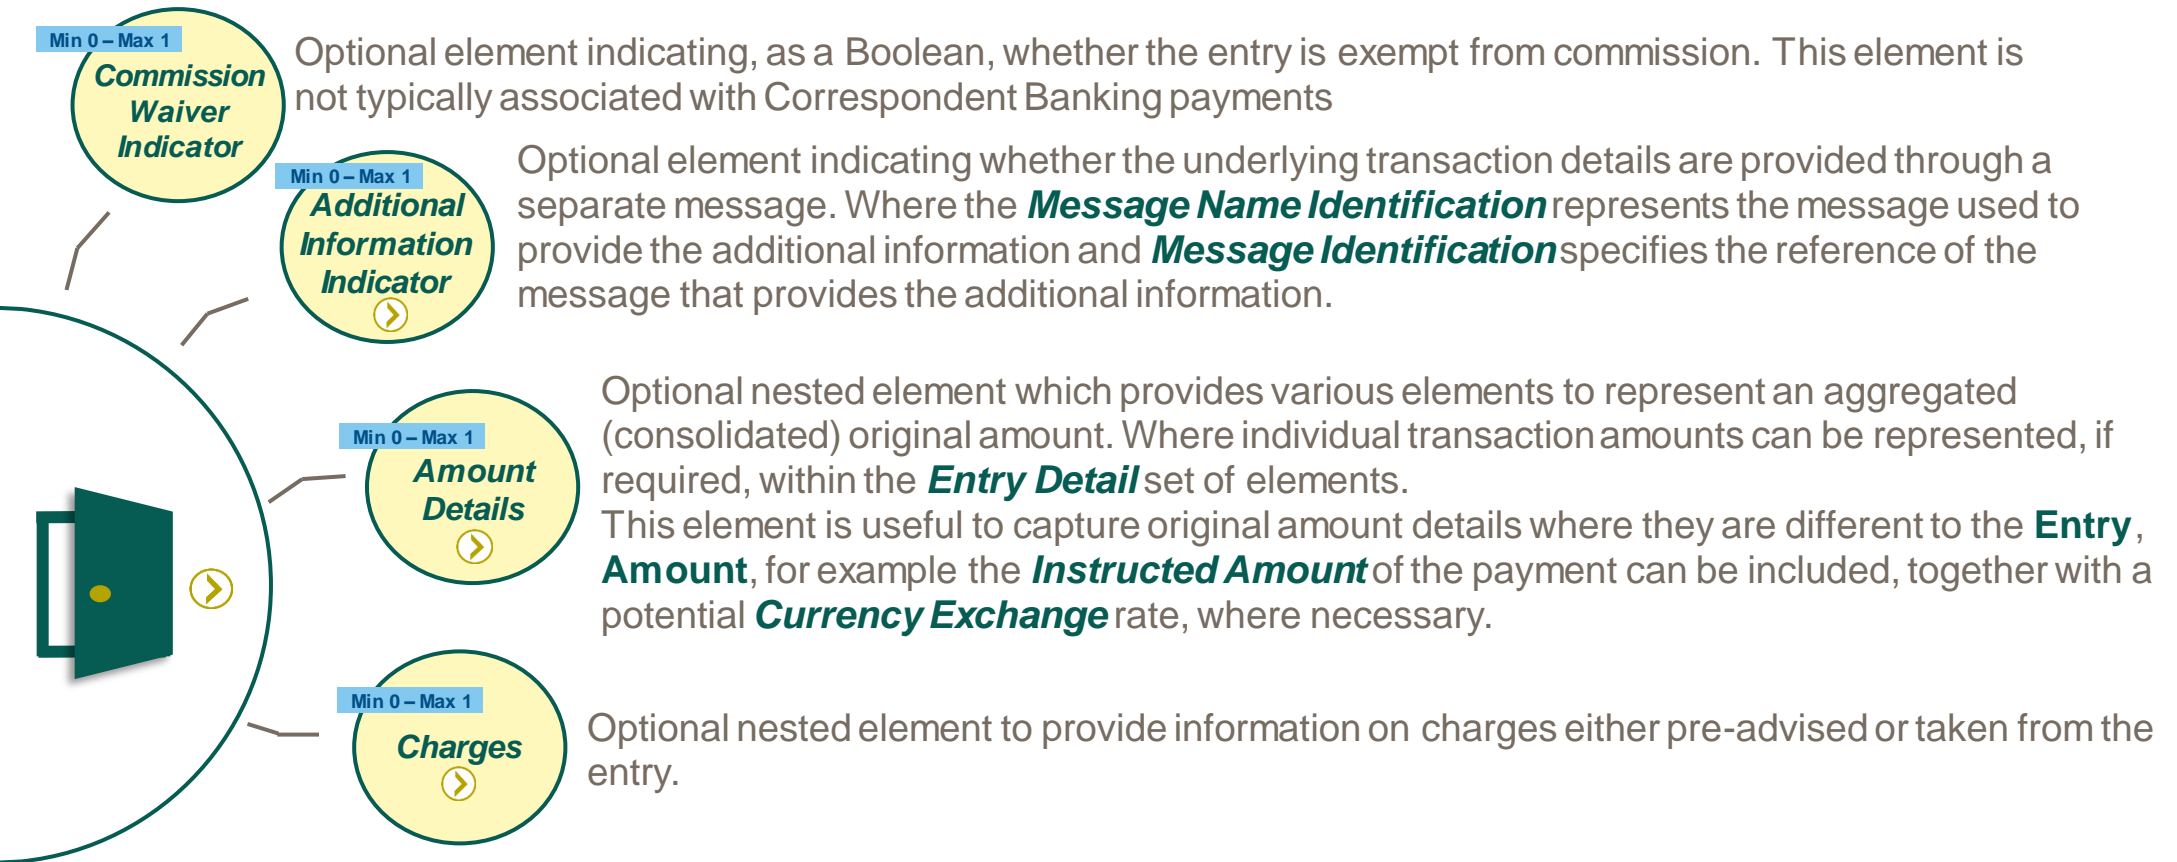 Min 0 – Max 1
Commission
Waiver
Indicator
Optional element indicating, as a Boolean, whether the entry is exempt from commission. This element is
not typically associated with Correspondent Banking payments
Min 0 – Max 1
Additional
Information
Indicator
Optional element indicating whether the underlying transaction details are provided through a
separate message. Where the Message Name Identification represents the message used to
provide the additional information and Message Identification specifies the reference of the
message that provides the additional information.
Min 0 – Max 1
Amount
Details
Optional nested element which provides various elements to represent an aggregated
(consolidated) original amount. Where individual transaction amounts can be represented, if
required, within the Entry Detail set of elements.
This element is useful to capture original amount details where they are different to the Entry,
Amount, for example the Instructed Amount of the payment can be included, together with a
potential Currency Exchange rate, where necessary.
Min 0 – Max 1
Charges
Optional nested element to provide information on charges either pre-advised or taken from the
entry.